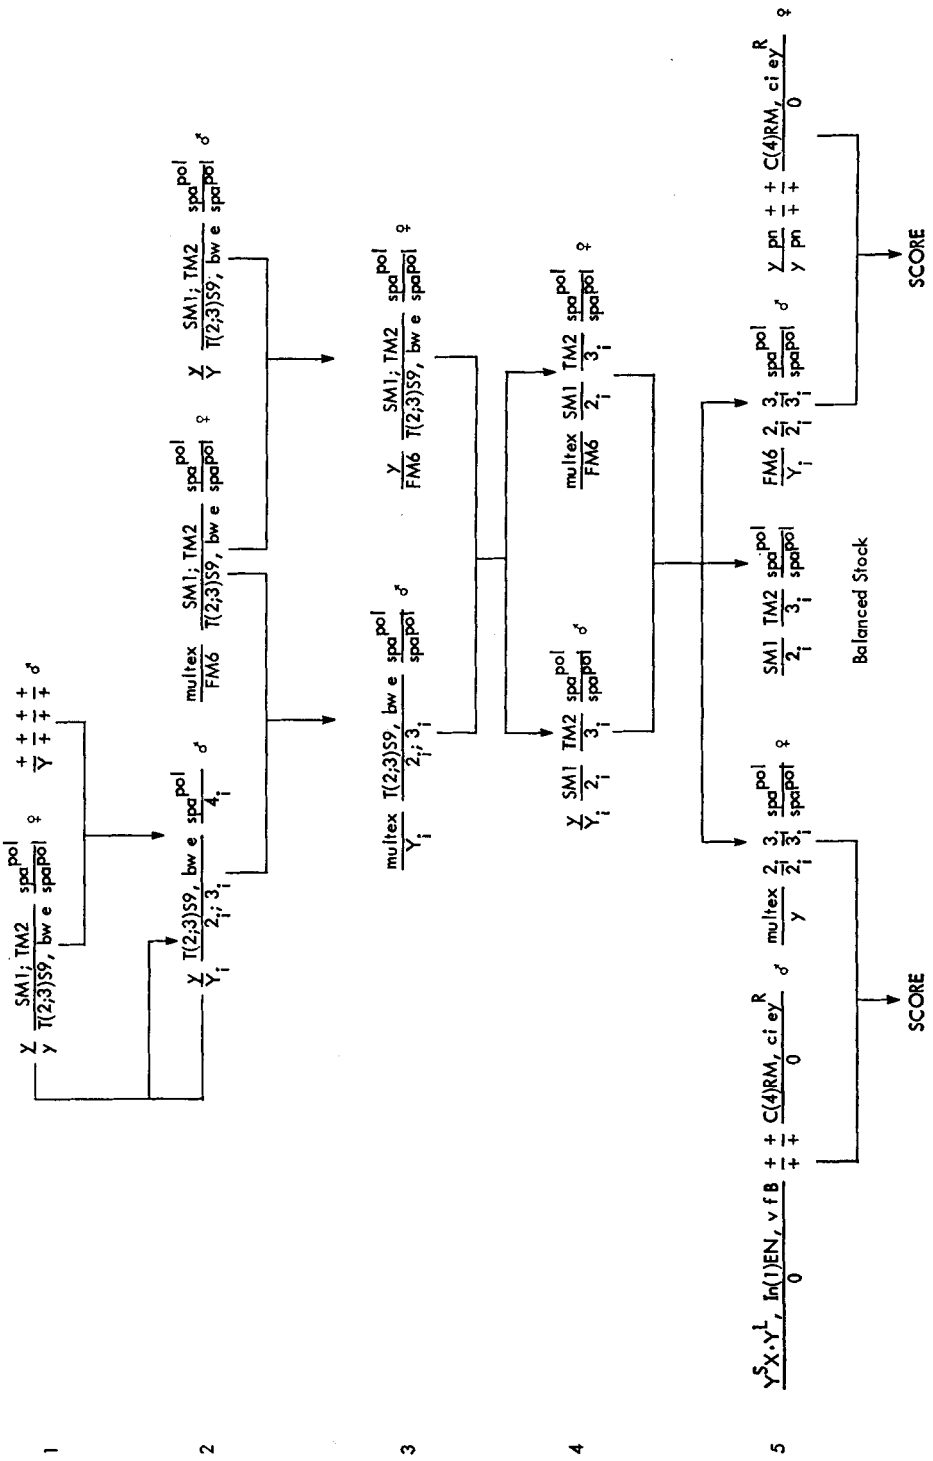 1
y SM1; TM2 spa^pol ♀
y T(2;3)S9, bw e spa^pol
+ + + + ♂
Y + + +
2
y T(2;3)S9, bw e spa^pol ♂
Y_i 2_i; 3_i 4_i
multex SM1; TM2 spa^pol ♀
FM6 T(2;3)S9, bw e spa^pol
y SM1; TM2 spa^pol ♂
Y T(2;3)S9, bw e spa^pol
3
multex T(2;3)S9, bw e spa^pol ♂
Y_i 2_i; 3_i spa^pol
y SM1; TM2 spa^pol ♀
FM6 T(2;3)S9, bw e spa^pol
4
y SM1 TM2 spa^pol ♂
Y_i 2_i 3_i spa^pol
multex SM1 TM2 spa^pol ♀
FM6 2_i 3_i spa^pol
5
Y^S X·Y^L, In(1)EN, v f B + + C(4)RM, ci ey^R ♂
0 + + 0
multex 2_i 3_i spa^pol ♀
y 2_i 3_i spa^pol
SM1 TM2 spa^pol
2_i 3_i spa^pol
Balanced Stock
FM6 2_i 3_i spa^pol ♂
Y_i 2_i 3_i spa^pol
y pn + + C(4)RM, ci ey^R ♀
y pn + + 0
SCORE
SCORE